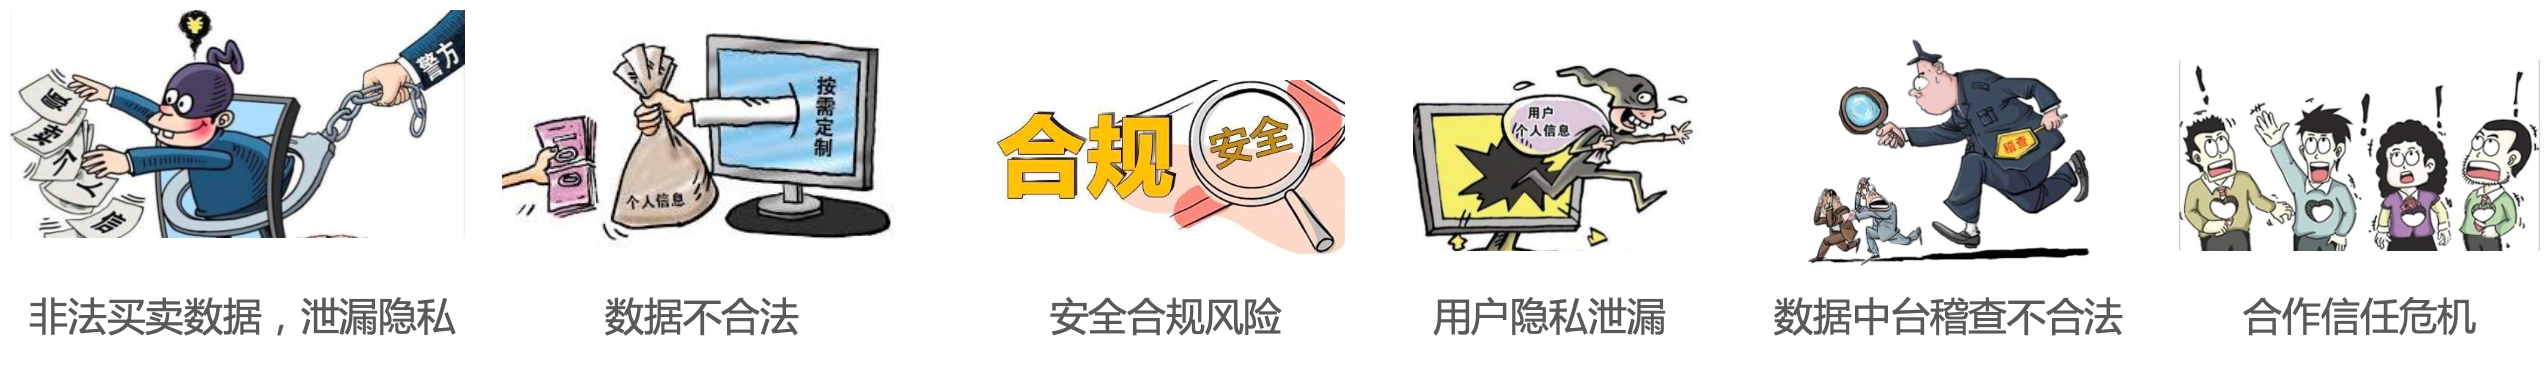 ¥
警方
買
卖
个
人
信
按需定制
个人信息
合规
安全
用户
个人信息
稽查
非法买卖数据，泄漏隐私
数据不合法
安全合规风险
用户隐私泄漏
数据中台稽查不合法
合作信任危机